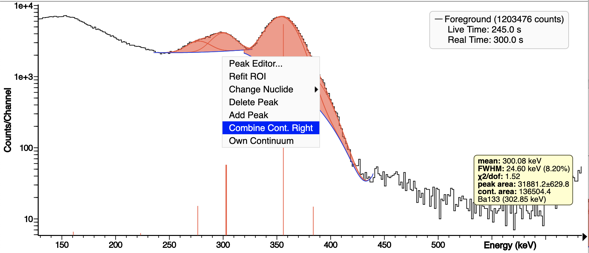 1e+4
1e+3
100
10
Counts/Channel
— Foreground (1203476 counts)
Live Time: 245.0 s
Real Time: 300.0 s
Peak Editor...
Refit ROI
Change Nuclide
Delete Peak
Add Peak
Combine Cont. Right
Own Continuum
mean: 300.08 keV
FWHM: 24.60 keV (8.20%)
χ2/dof: 1.52
peak area: 31881.2±629.8
cont. area: 136504.4
Ba133 (302.85 keV)
150 200 250 300 350 400 450 500
Energy (keV)